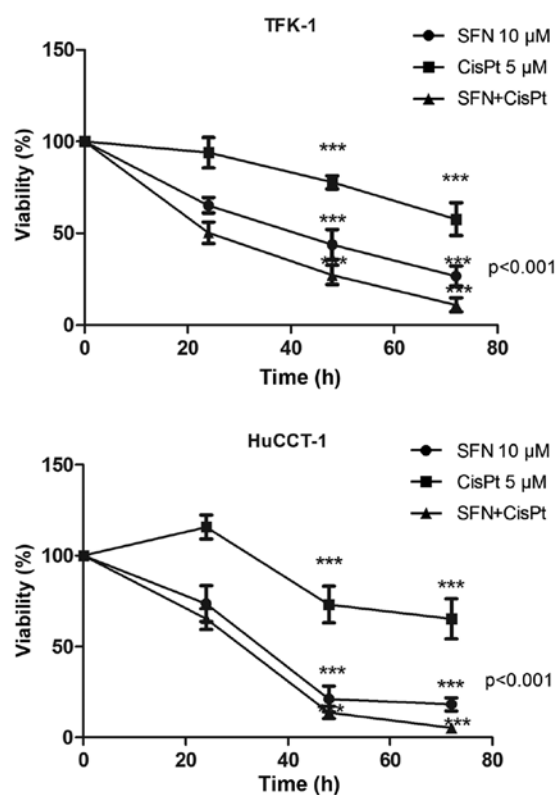 TFK-1
SFN 10 µM
CisPt 5 µM
SFN+CisPt
150
100
50
0
Viability (%)
***
***
***
***
***
***
p<0.001
0
20
40
60
80
Time (h)
HuCCT-1
SFN 10 µM
CisPt 5 µM
SFN+CisPt
150
100
50
0
Viability (%)
***
***
***
***
***
***
p<0.001
0
20
40
60
80
Time (h)